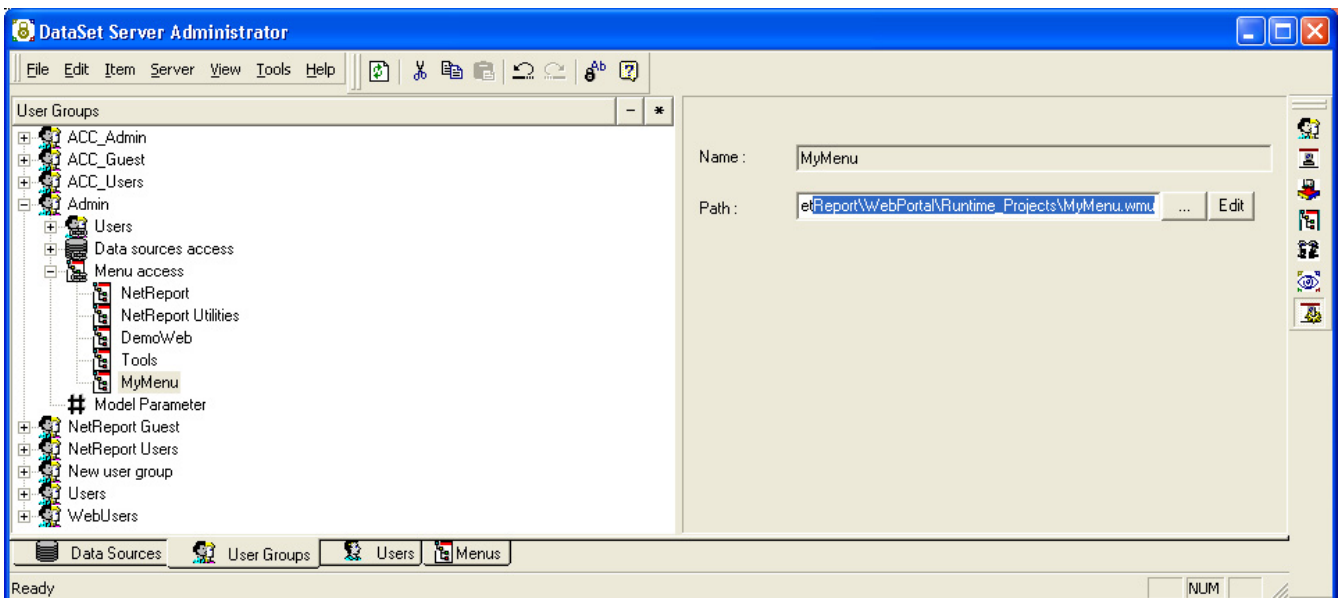 DataSet Server Administrator
File Edit Item Server View Tools Help
User Groups
ACC_Admin
ACC_Guest
ACC_Users
Admin
Users
Data sources access
Menu access
NetReport
NetReport Utilities
DemoWeb
Tools
MyMenu
Model Parameter
NetReport Guest
NetReport Users
New user group
Users
WebUsers
Name : MyMenu
Path : etReport\WebPortal\Runtime_Projects\MyMenu.wmu ... Edit
Data Sources User Groups Users Menus
Ready NUM